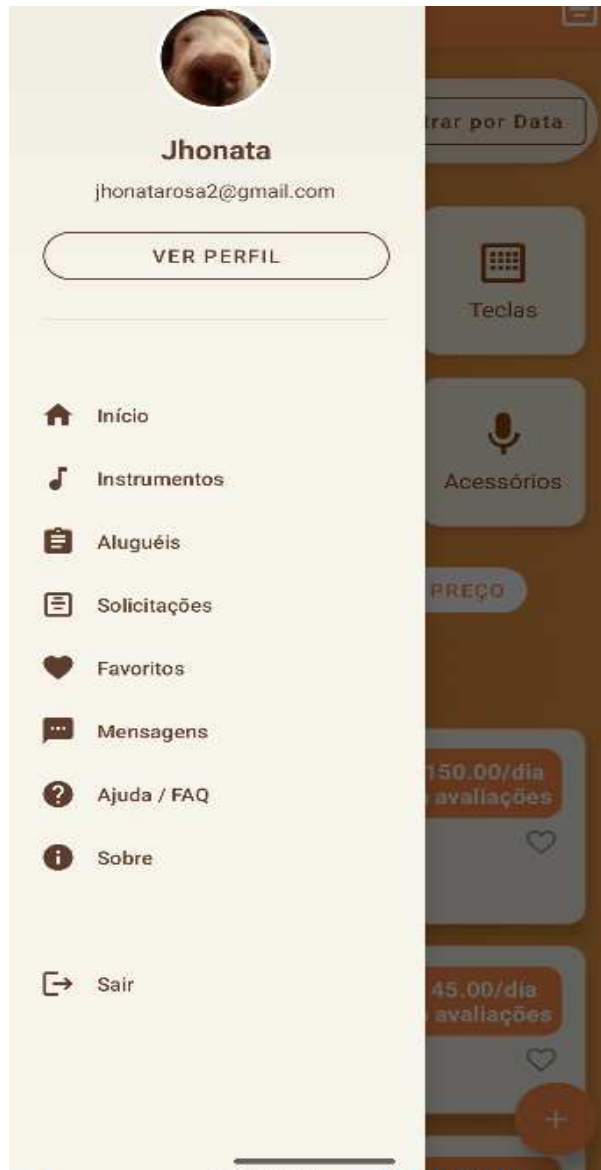 Jhonata
jhonatarosa2@gmail.com
VER PERFIL
Início
Instrumentos
Aluguéis
Solicitações
Favoritos
Mensagens
Ajuda / FAQ
Sobre
Sair
por Data
Teclas
Acessórios
PREÇO
150.00/dia
avaliações
45.00/dia
avaliações